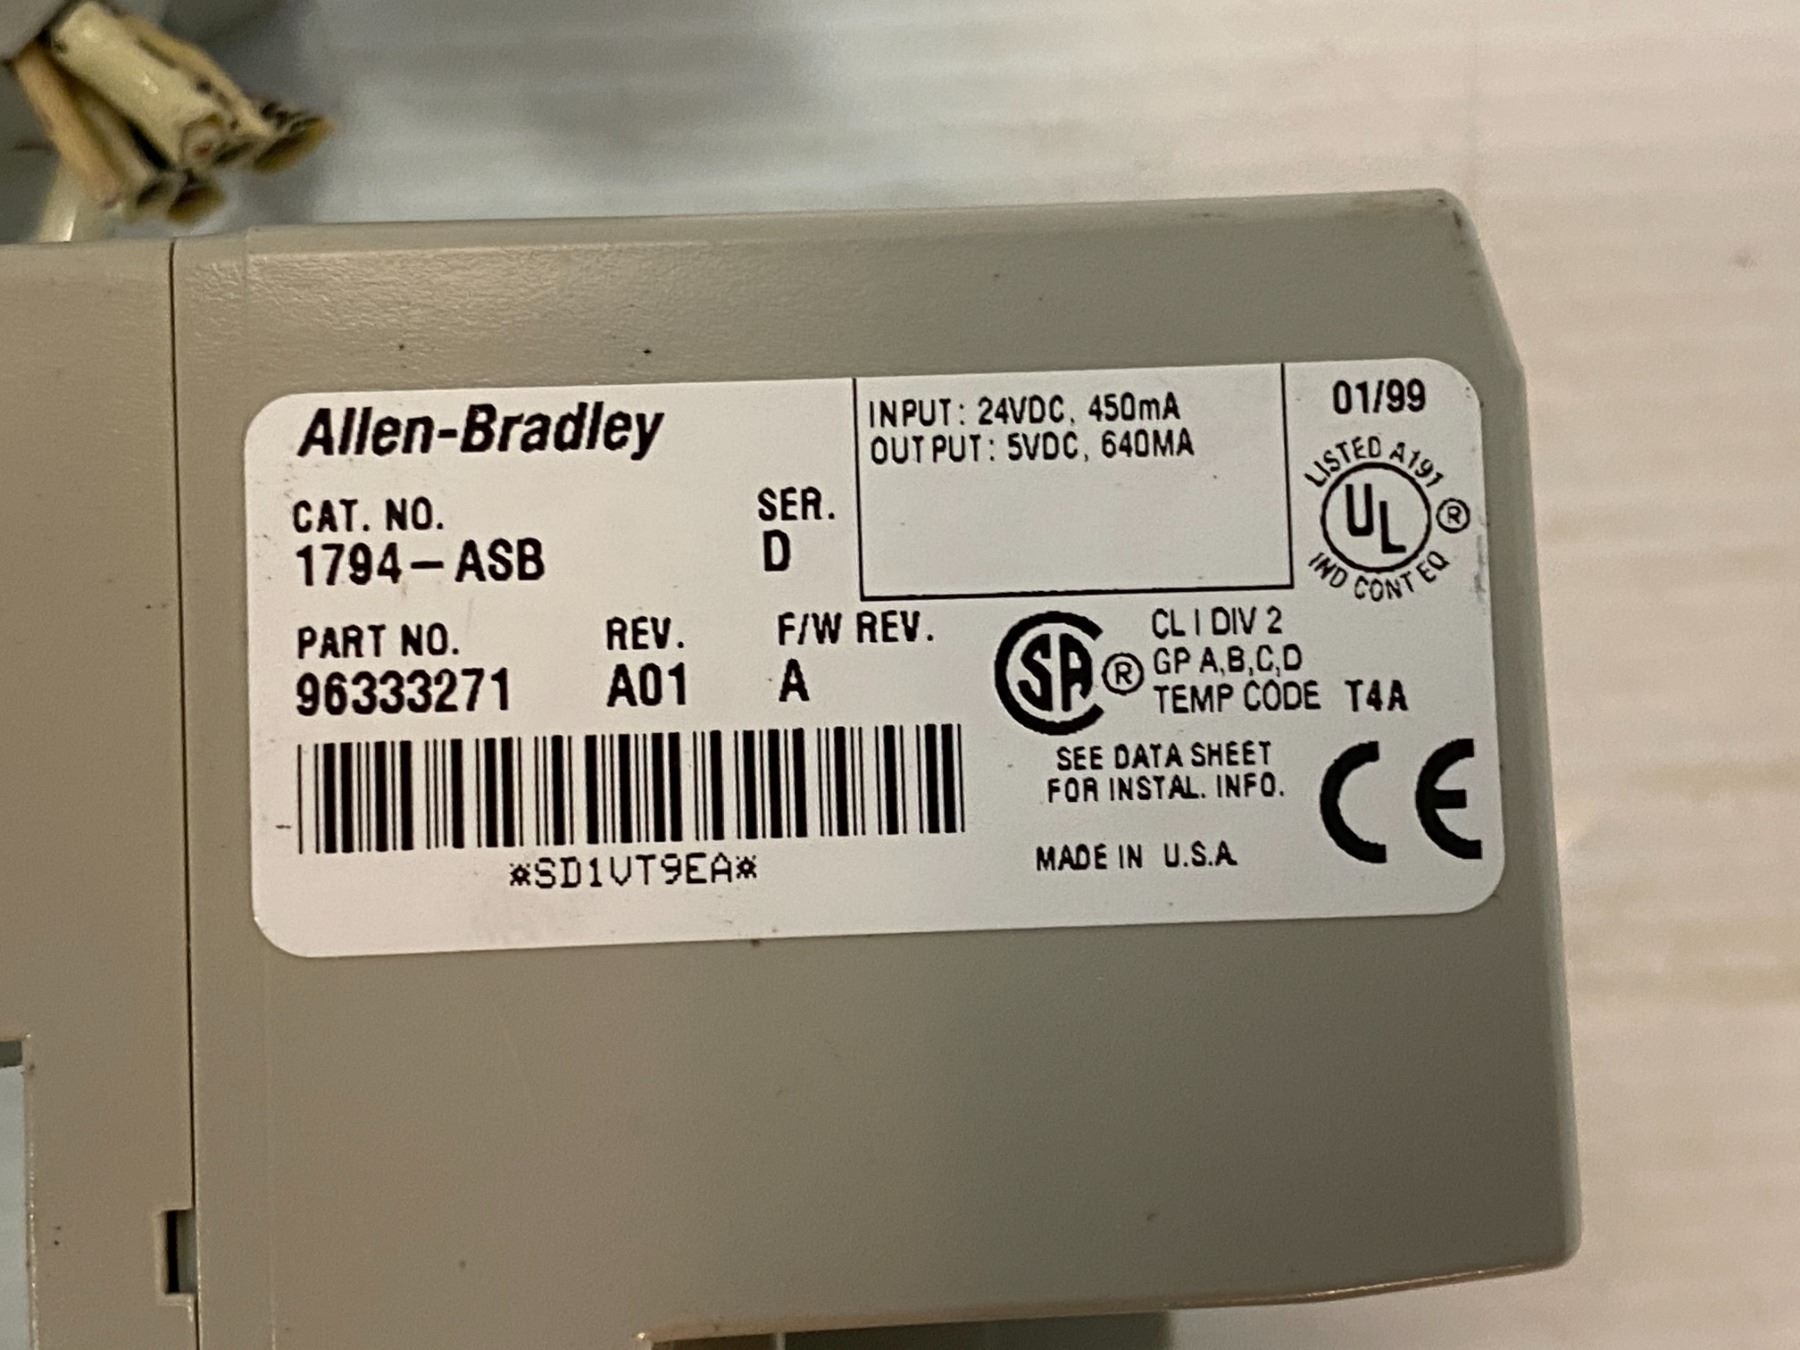 Allen-Bradley
CAT. NO.
1794-ASB
SER.
D
PART NO.
96333271
REV.
A01
F/W REV.
A
*SD1VT9EA*
INPUT: 24VDC, 450mA
OUTPUT: 5VDC, 640MA
01/99
LISTED A191
UL ®
IND CONT EQ
SA ®
CL I DIV 2
GP A,B,C,D
TEMP CODE T4A
SEE DATA SHEET
FOR INSTAL. INFO.
CE
MADE IN U.S.A.